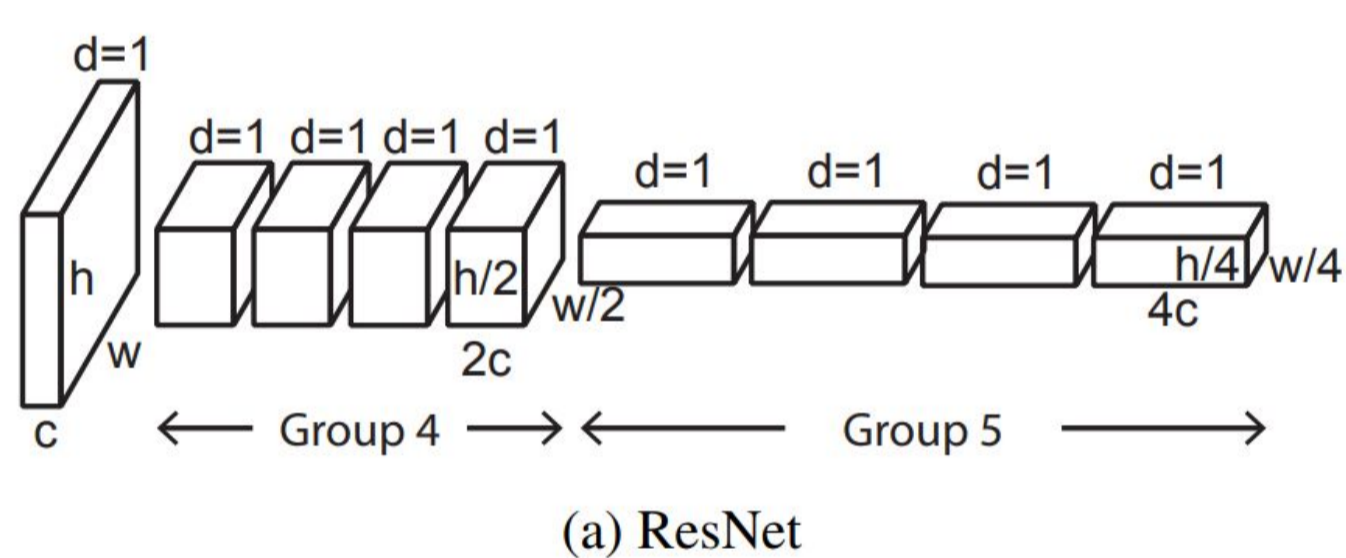 d=1
d=1 d=1 d=1 d=1
d=1 d=1 d=1 d=1
h
h/2
h/4 w/4
w/2
4c
w
2c
c
Group 4
Group 5
(a) ResNet